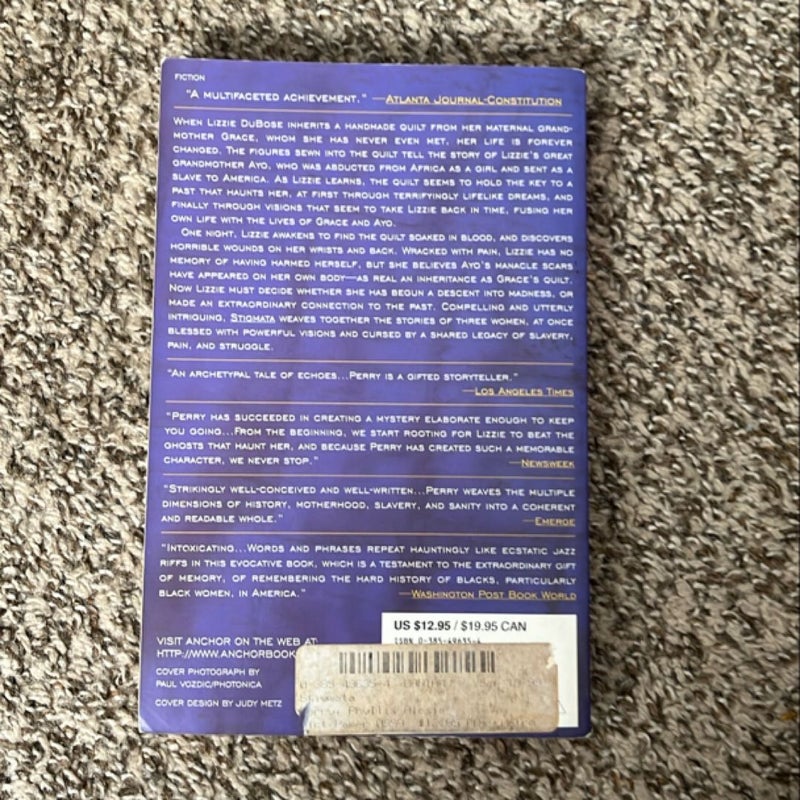 FICTION
"A MULTIFACETED ACHIEVEMENT." —ATLANTA JOURNAL-CONSTITUTION
WHEN LIZZIE DUBOSE INHERITS A HANDMADE QUILT FROM HER MATERNAL GRAND-
MOTHER GRACE, WHOM SHE HAS NEVER EVEN MET, HER LIFE IS FOREVER
CHANGED. THE FIGURES SEWN INTO THE QUILT TELL THE STORY OF LIZZIE'S GREAT
GRANDMOTHER AYO, WHO WAS ABDUCTED FROM AFRICA AS A GIRL AND SENT AS A
SLAVE TO AMERICA. AS LIZZIE LEARNS, THE QUILT SEEMS TO HOLD THE KEY TO A
PAST THAT HAUNTS HER, AT FIRST THROUGH TERRIFYINGLY LIFELIKE DREAMS, AND
FINALLY THROUGH VISIONS THAT SEEM TO TAKE LIZZIE BACK IN TIME, FUSING HER
OWN LIFE WITH THE LIVES OF GRACE AND AYO.
ONE NIGHT, LIZZIE AWAKENS TO FIND THE QUILT SOAKED IN BLOOD, AND DISCOVERS
HORRIBLE WOUNDS ON HER WRISTS AND BACK. WRACKED WITH PAIN, LIZZIE HAS NO
MEMORY OF HAVING HARMED HERSELF, BUT SHE BELIEVES AYO'S MANACLE SCARS
HAVE APPEARED ON HER OWN BODY—AS REAL AN INHERITANCE AS GRACE'S QUILT.
NOW LIZZIE MUST DECIDE WHETHER SHE HAS BEGUN A DESCENT INTO MADNESS, OR
MADE AN EXTRAORDINARY CONNECTION TO THE PAST. COMPELLING AND UTTERLY
INTRIGUING, STIGMATA WEAVES TOGETHER THE STORIES OF THREE WOMEN, AT ONCE
BLESSED WITH POWERFUL VISIONS AND CURSED BY A SHARED LEGACY OF SLAVERY,
PAIN, AND STRUGGLE.
"AN ARCHETYPAL TALE OF ECHOES...PERRY IS A GIFTED STORYTELLER."
—LOS ANGELES TIMES
"PERRY HAS SUCCEEDED IN CREATING A MYSTERY ELABORATE ENOUGH TO KEEP
YOU GOING...FROM THE BEGINNING, WE START ROOTING FOR LIZZIE TO BEAT THE
GHOSTS THAT HAUNT HER, AND BECAUSE PERRY HAS CREATED SUCH A MEMORABLE
CHARACTER, WE NEVER STOP." —NEWSWEEK
"STRIKINGLY WELL-CONCEIVED AND WELL-WRITTEN...PERRY WEAVES THE MULTIPLE
DIMENSIONS OF HISTORY, MOTHERHOOD, SLAVERY, AND SANITY INTO A COHERENT
AND READABLE WHOLE." —EMERGE
"INTOXICATING...WORDS AND PHRASES REPEAT HAUNTINGLY LIKE ECSTATIC JAZZ
RIFFS IN THIS EVOCATIVE BOOK, WHICH IS A TESTAMENT TO THE EXTRAORDINARY GIFT
OF MEMORY, OF REMEMBERING THE HARD HISTORY OF BLACKS, PARTICULARLY
BLACK WOMEN, IN AMERICA." —WASHINGTON POST BOOK WORLD
US $12.95 / $19.95 CAN
ISBN 0-385-49635-4
VISIT ANCHOR ON THE WEB AT
HTTP://WWW.ANCHORBOOK
COVER PHOTOGRAPH BY
PAUL VOZDIC/PHOTONICA
COVER DESIGN BY JUDY METZ
Stigmata